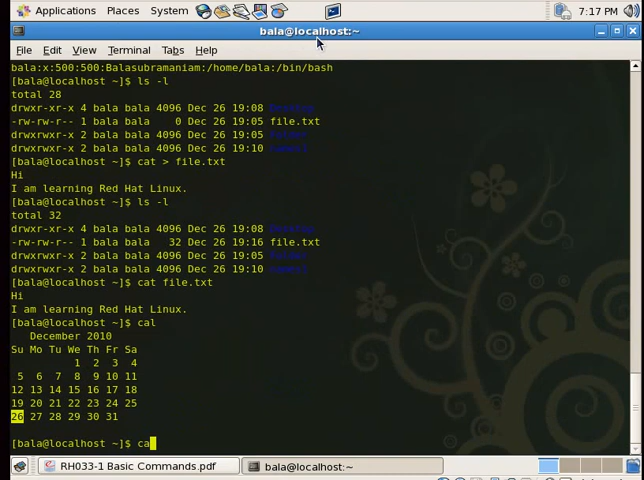 Applications Places System 7:17 PM
bala@localhost:~
File Edit View Terminal Tabs Help
bala:x:500:500:Balasubramaniam:/home/bala:/bin/bash
[bala@localhost ~]$ ls -l
total 28
drwxr-xr-x 4 bala bala 4096 Dec 26 19:08 Desktop
-rw-rw-r-- 1 bala bala    0 Dec 26 19:05 file.txt
drwxrwxr-x 2 bala bala 4096 Dec 26 19:05
drwxrwxr-x 2 bala bala 4096 Dec 26 19:10
[bala@localhost ~]$ cat > file.txt
Hi
I am learning Red Hat Linux.
[bala@localhost ~]$ ls -l
total 32
drwxr-xr-x 4 bala bala 4096 Dec 26 19:08 Desktop
-rw-rw-r-- 1 bala bala   32 Dec 26 19:16 file.txt
drwxrwxr-x 2 bala bala 4096 Dec 26 19:05
drwxrwxr-x 2 bala bala 4096 Dec 26 19:10
[bala@localhost ~]$ cat file.txt
Hi
I am learning Red Hat Linux.
[bala@localhost ~]$ cal
December 2010
Su Mo Tu We Th Fr Sa
1 2 3 4
5 6 7 8 9 10 11
12 13 14 15 16 17 18
19 20 21 22 23 24 25
26 27 28 29 30 31
[bala@localhost ~]$ ca
RH033-1 Basic Commands.pdf bala@localhost:~